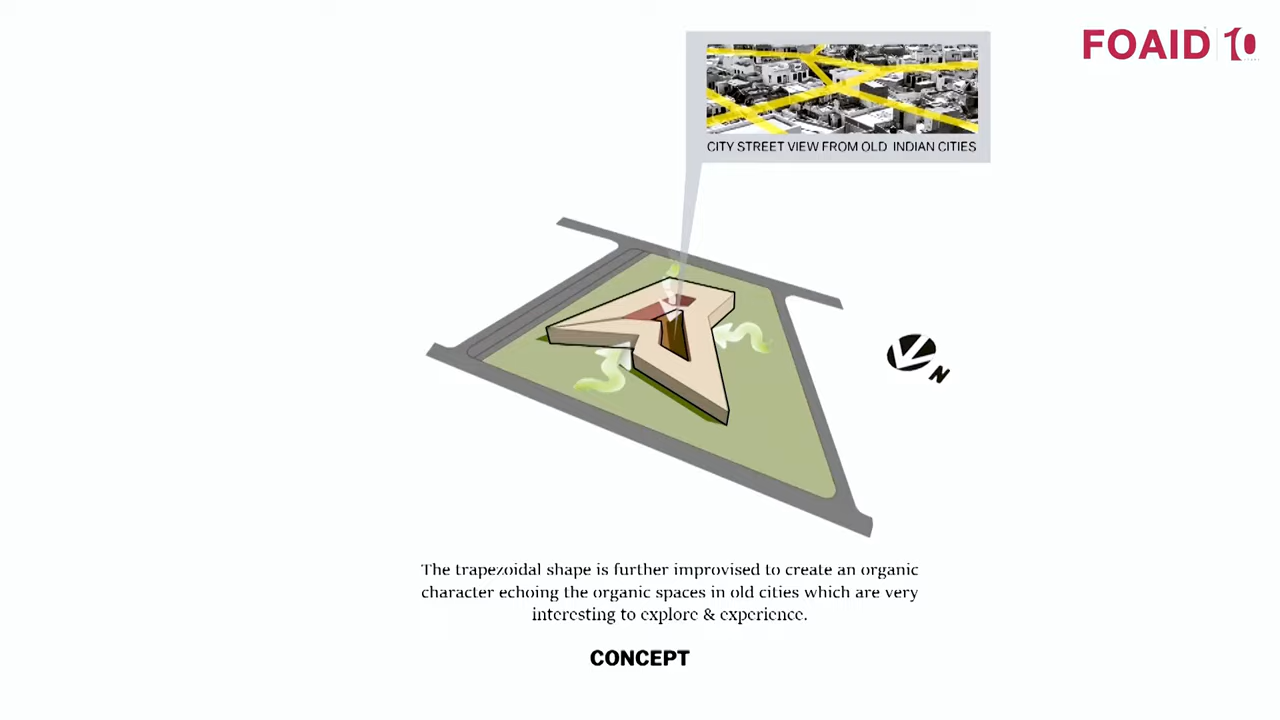 FOAID 10
CITY STREET VIEW FROM OLD INDIAN CITIES
N
The trapezoidal shape is further improvised to create an organic
character echoing the organic spaces in old cities which are very
interesting to explore & experience.
CONCEPT